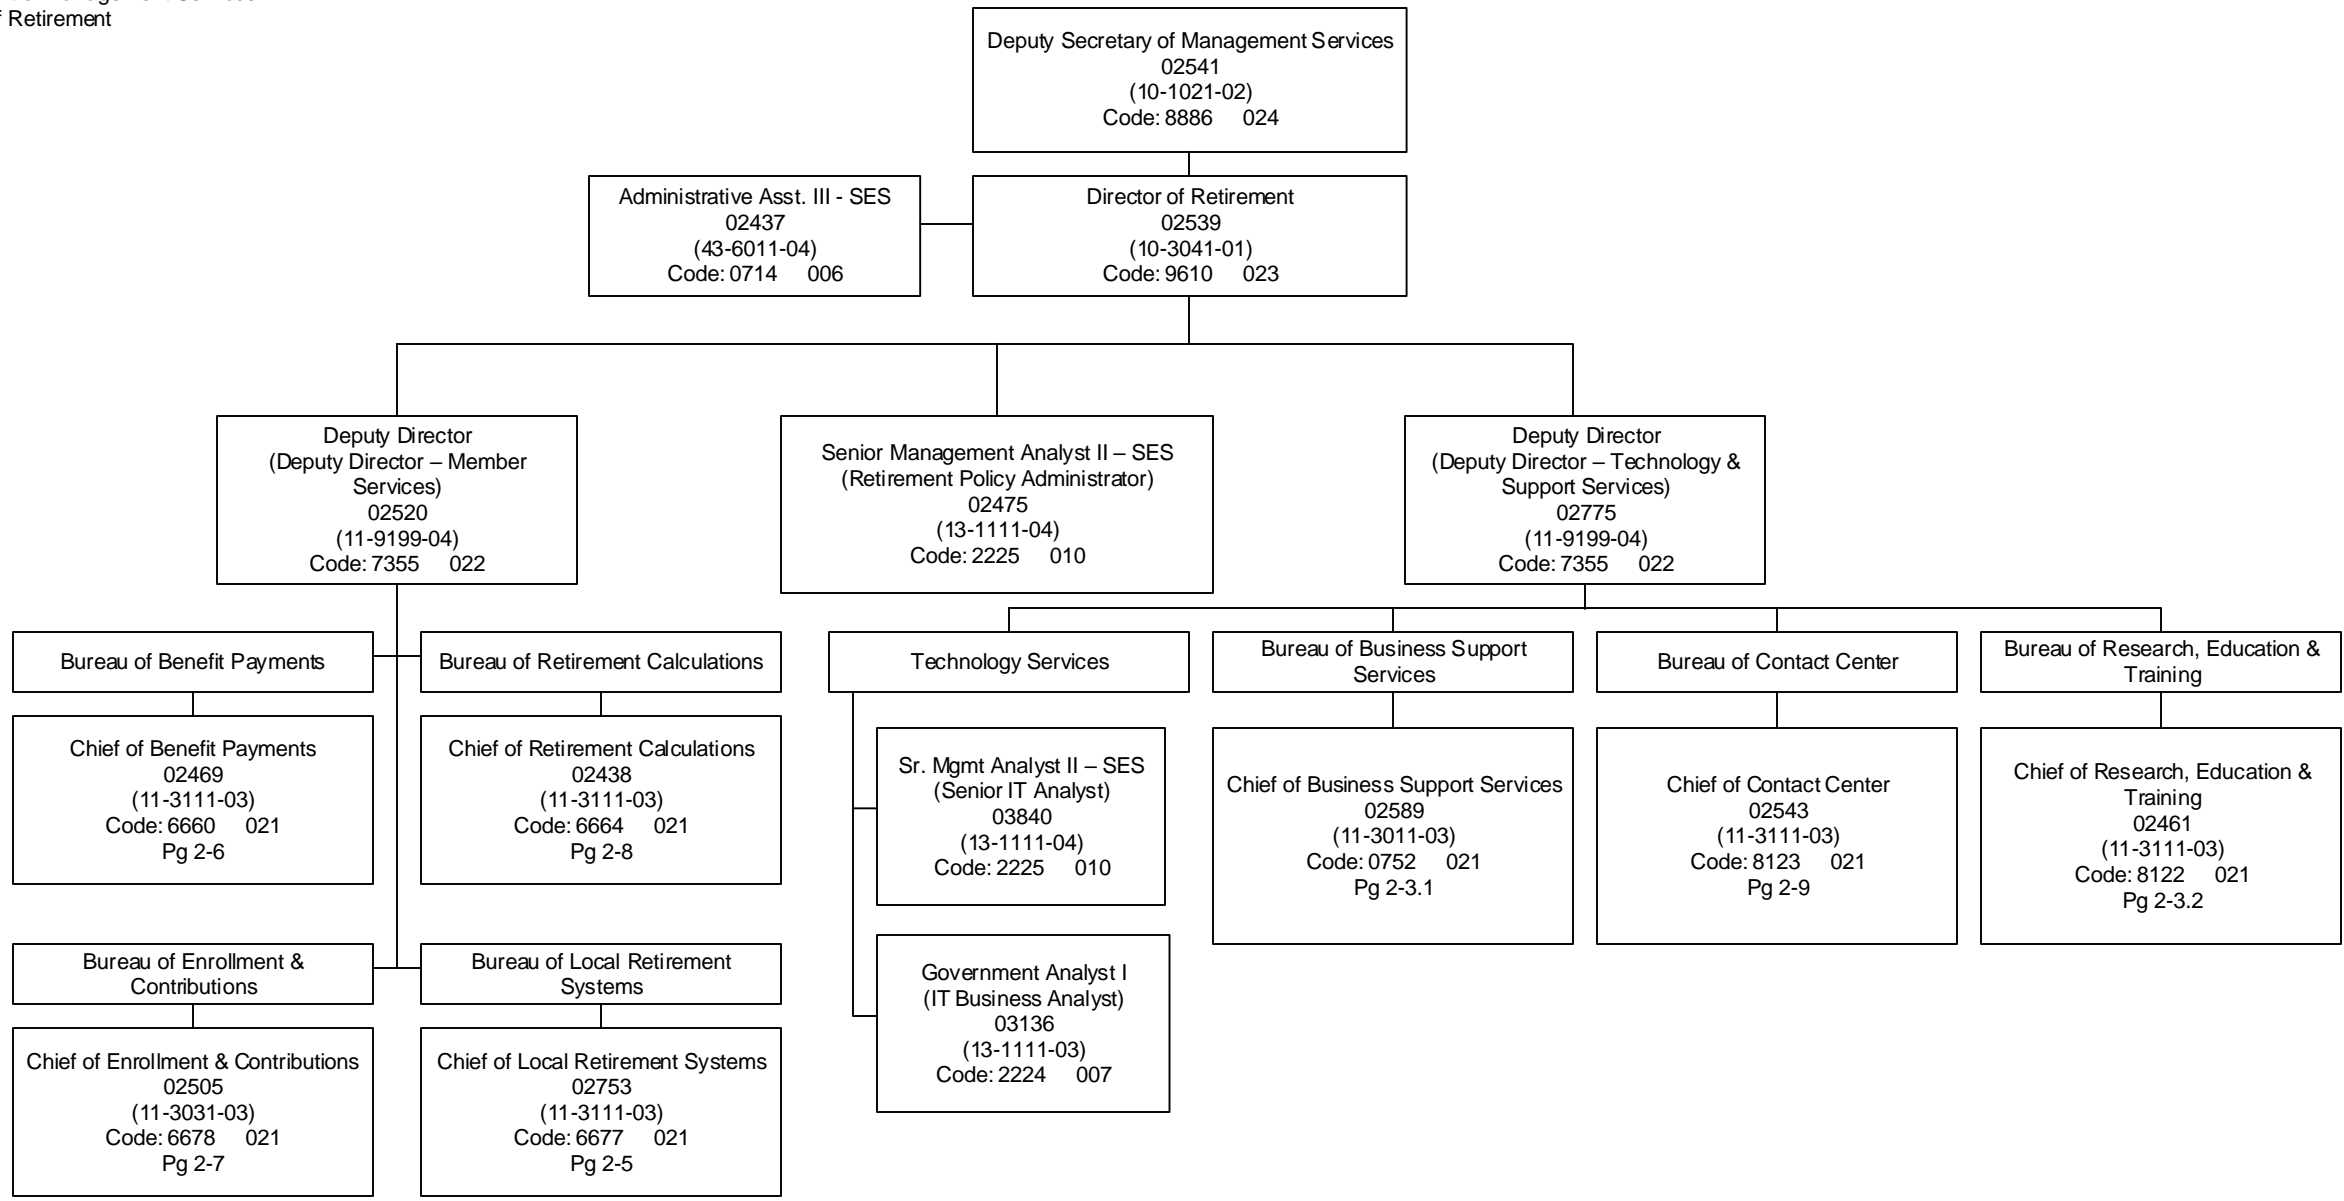 f Retirement
Deputy Secretary of Management Services
02541
(10-1021-02)
Code: 8886 024
Administrative Asst. III - SES
02437
(43-6011-04)
Code: 0714 006
Director of Retirement
02539
(10-3041-01)
Code: 9610 023
Deputy Director
(Deputy Director – Member
Services)
02520
(11-9199-04)
Code: 7355 022
Senior Management Analyst II – SES
(Retirement Policy Administrator)
02475
(13-1111-04)
Code: 2225 010
Deputy Director
(Deputy Director – Technology &
Support Services)
02775
(11-9199-04)
Code: 7355 022
Bureau of Benefit Payments
Chief of Benefit Payments
02469
(11-3111-03)
Code: 6660 021
Pg 2-6
Bureau of Retirement Calculations
Chief of Retirement Calculations
02438
(11-3111-03)
Code: 6664 021
Pg 2-8
Bureau of Enrollment &
Contributions
Chief of Enrollment & Contributions
02505
(11-3031-03)
Code: 6678 021
Pg 2-7
Bureau of Local Retirement
Systems
Chief of Local Retirement Systems
02753
(11-3111-03)
Code: 6677 021
Pg 2-5
Technology Services
Sr. Mgmt Analyst II – SES
(Senior IT Analyst)
03840
(13-1111-04)
Code: 2225 010
Government Analyst I
(IT Business Analyst)
03136
(13-1111-03)
Code: 2224 007
Bureau of Business Support
Services
Chief of Business Support Services
02589
(11-3011-03)
Code: 0752 021
Pg 2-3.1
Bureau of Contact Center
Chief of Contact Center
02543
(11-3111-03)
Code: 8123 021
Pg 2-9
Bureau of Research, Education &
Training
Chief of Research, Education &
Training
02461
(11-3111-03)
Code: 8122 021
Pg 2-3.2